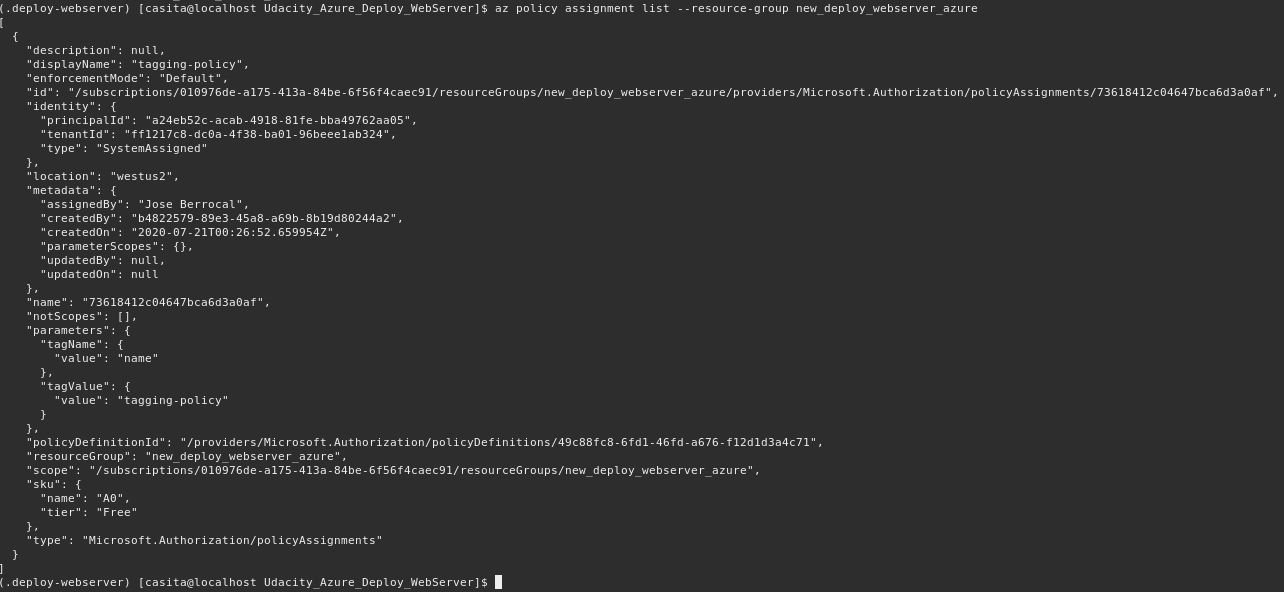 (.deploy-webserver) [casita@localhost Udacity_Azure_Deploy_WebServer]$ az policy assignment list --resource-group new_deploy_webserver_azure
[
  {
    "description": null,
    "displayName": "tagging-policy",
    "enforcementMode": "Default",
    "id": "/subscriptions/010976de-a175-413a-84be-6f56f4caec91/resourceGroups/new_deploy_webserver_azure/providers/Microsoft.Authorization/policyAssignments/73618412c04647bca6d3a0af",
    "identity": {
      "principalId": "a24eb52c-acab-4918-81fe-bba49762aa05",
      "tenantId": "ff1217c8-dc0a-4f38-ba01-96beee1ab324",
      "type": "SystemAssigned"
    },
    "location": "westus2",
    "metadata": {
      "assignedBy": "Jose Berrocal",
      "createdBy": "b4822579-89e3-45a8-a69b-8b19d80244a2",
      "createdOn": "2020-07-21T00:26:52.659954Z",
      "parameterScopes": {},
      "updatedBy": null,
      "updatedOn": null
    },
    "name": "73618412c04647bca6d3a0af",
    "notScopes": [],
    "parameters": {
      "tagName": {
        "value": "name"
      },
      "tagValue": {
        "value": "tagging-policy"
      }
    },
    "policyDefinitionId": "/providers/Microsoft.Authorization/policyDefinitions/49c88fc8-6fd1-46fd-a676-f12d1d3a4c71",
    "resourceGroup": "new_deploy_webserver_azure",
    "scope": "/subscriptions/010976de-a175-413a-84be-6f56f4caec91/resourceGroups/new_deploy_webserver_azure",
    "sku": {
      "name": "A0",
      "tier": "Free"
    },
    "type": "Microsoft.Authorization/policyAssignments"
  }
]
(.deploy-webserver) [casita@localhost Udacity_Azure_Deploy_WebServer]$